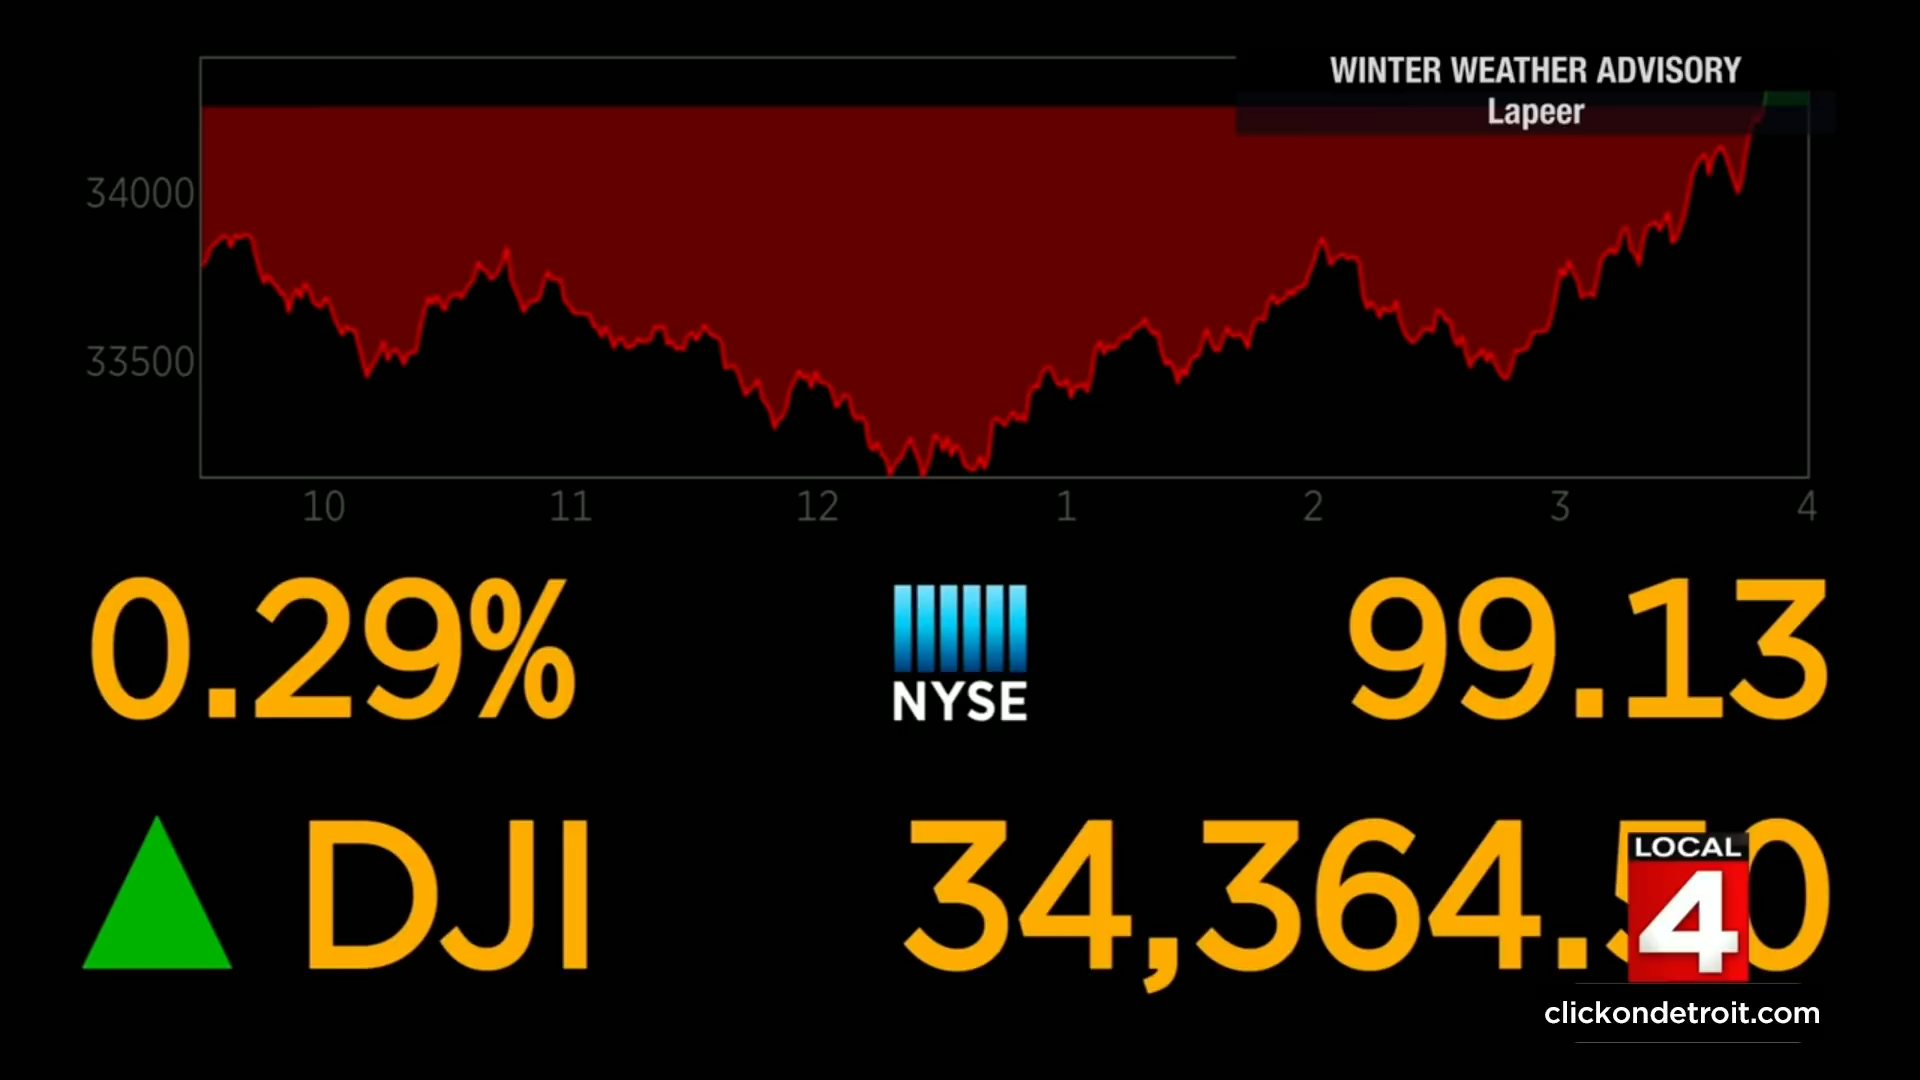 WINTER WEATHER ADVISORY
Lapeer
34000
33500
10 11 12 1 2 3 4
0.29% NYSE 99.13
DJI 34,364.50
LOCAL
4
clickondetroit.com